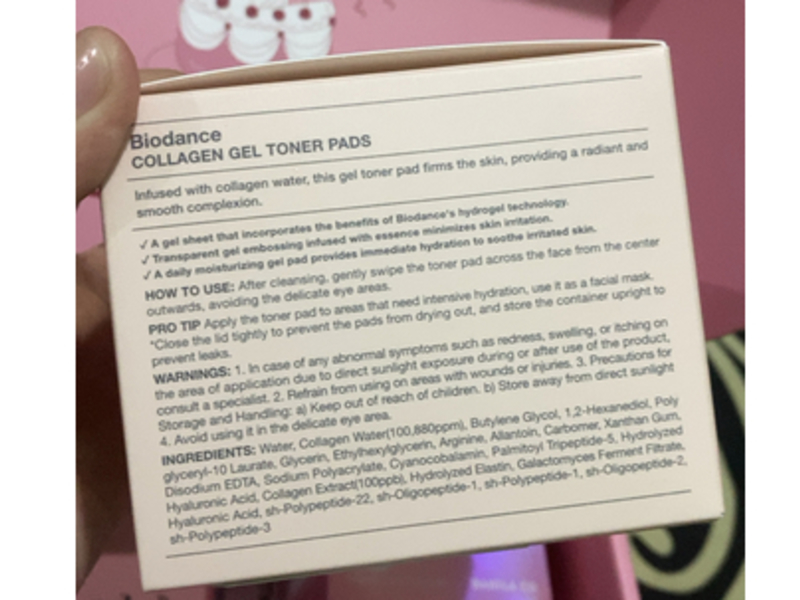 Biodance
COLLAGEN GEL TONER PADS
Infused with collagen water, this gel toner pad firms the skin, providing a radiant and
smooth complexion.
✓ A gel sheet that incorporates the benefits of Biodance's hydrogel technology.
✓ Transparent gel embossing infused with essence minimizes skin irritation.
✓ A daily moisturizing gel pad provides immediate hydration to soothe irritated skin.
HOW TO USE: After cleansing, gently swipe the toner pad across the face from the center
outwards, avoiding the delicate eye areas.
PRO TIP Apply the toner pad to areas that need intensive hydration, use it as a facial mask.
*Close the lid tightly to prevent the pads from drying out, and store the container upright to
prevent leaks.
WARNINGS: 1. In case of any abnormal symptoms such as redness, swelling, or itching on
the area of application due to direct sunlight exposure during or after use of the product,
consult a specialist. 2. Refrain from using on areas with wounds or injuries. 3. Precautions for
Storage and Handling: a) Keep out of reach of children. b) Store away from direct sunlight
4. Avoid using it in the delicate eye area.
INGREDIENTS: Water, Collagen Water(100,880ppm), Butylene Glycol, 1,2-Hexanediol, Poly
glyceryl-10 Laurate, Glycerin, Ethylhexylglycerin, Arginine, Allantoin, Carbomer, Xanthan Gum,
Disodium EDTA, Sodium Polyacrylate, Cyanocobalamin, Palmitoyl Tripeptide-5, Hydrolyzed
Hyaluronic Acid, Collagen Extract(100ppb), Hydrolyzed Elastin, Galactomyces Ferment Filtrate,
Hyaluronic Acid, sh-Polypeptide-22, sh-Oligopeptide-1, sh-Polypeptide-1, sh-Oligopeptide-2,
sh-Polypeptide-3